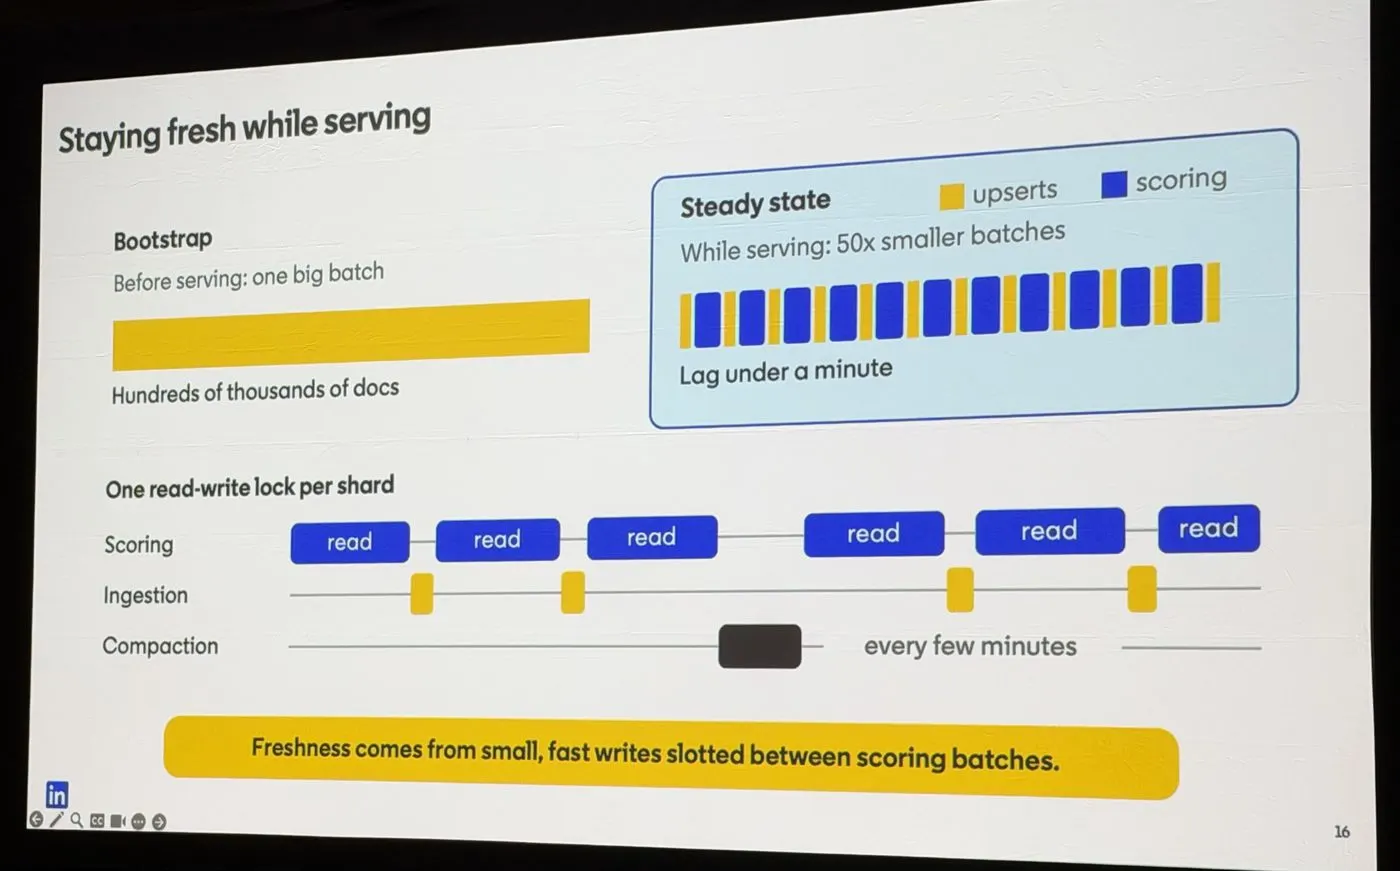 Staying fresh while serving
Bootstrap
Before serving: one big batch
Hundreds of thousands of docs
Steady state
upserts
scoring
While serving: 50x smaller batches
Lag under a minute
One read-write lock per shard
Scoring
read
read
read
read
read
read
Ingestion
Compaction
every few minutes
Freshness comes from small, fast writes slotted between scoring batches.
in
CC
16